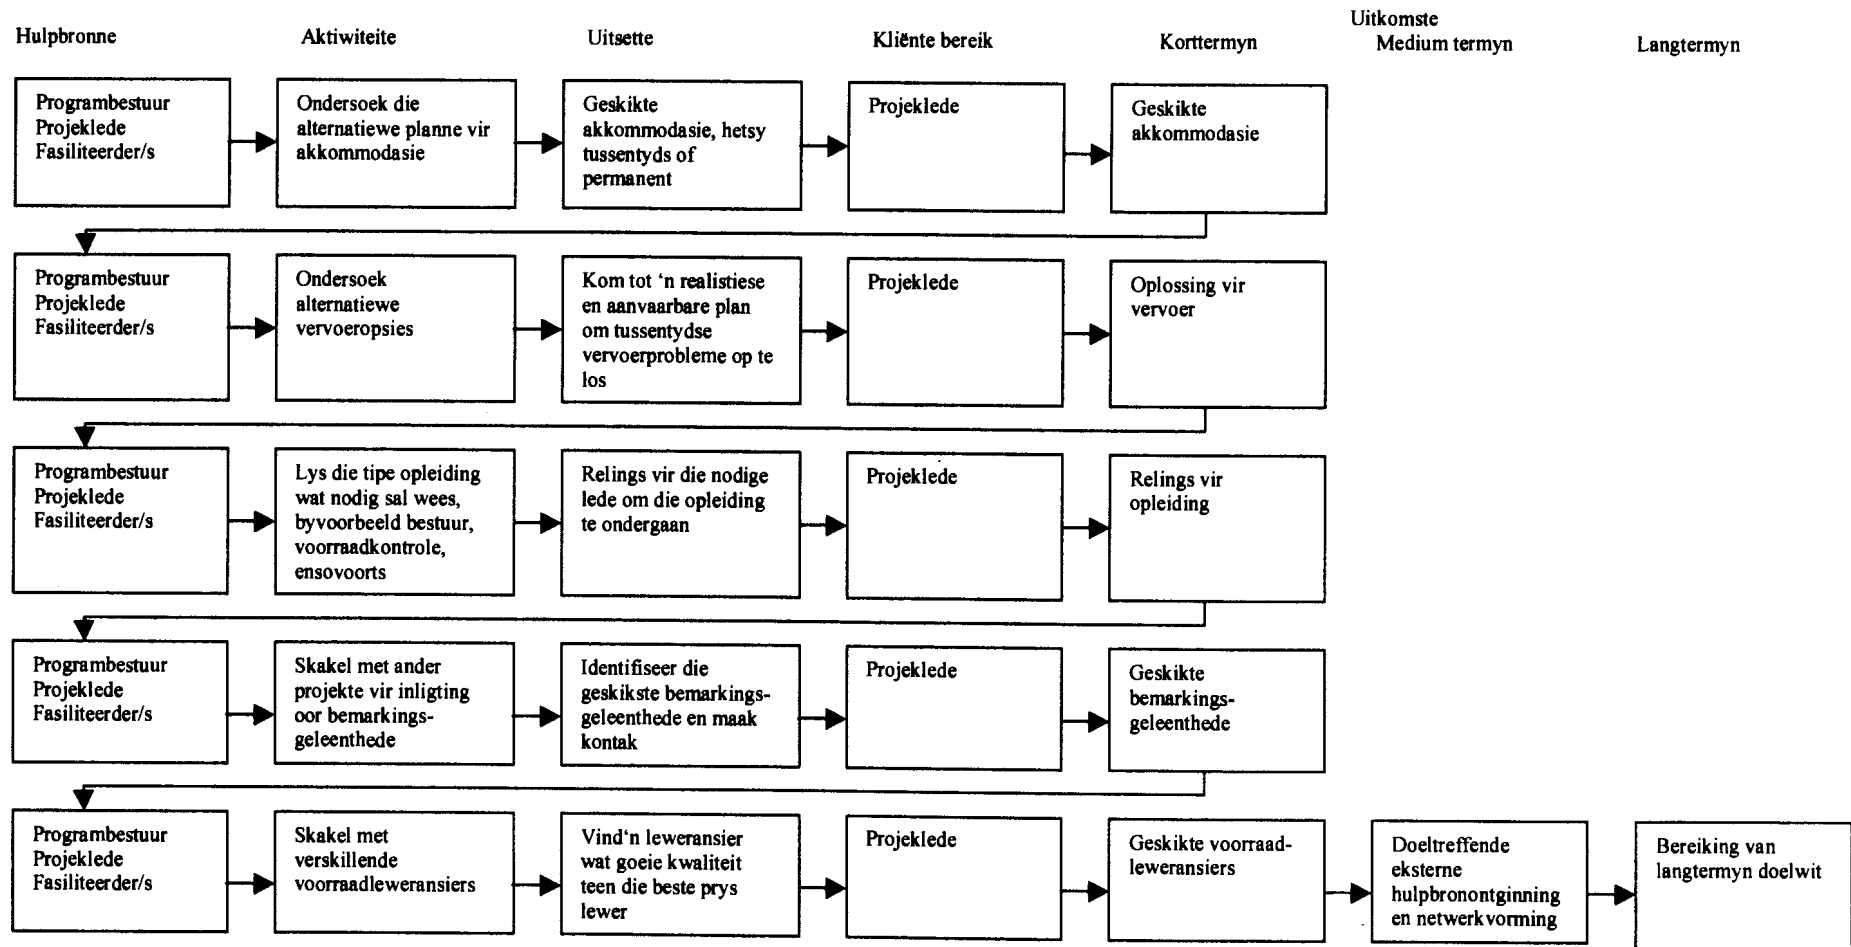 Uitkomste
Hulpbronne
Aktiwiteite
Uitsette
Kliënte bereik
Korttermyn
Medium termyn
Langtermyn
Programbestuur
Projeklede
Fasiliteerder/s
Ondersoek die
alternatiewe planne vir
akkommodasie
Geskikte
akkommodasie, hetsy
tussentyds of
permanent
Projeklede
Geskikte
akkommodasie
Programbestuur
Projeklede
Fasiliteerder/s
Ondersoek
alternatiewe
vervoeropsies
Kom tot ‘n realistiese
en aanvaarbare plan
om tussentydse
vervoerprobleme op te
los
Projeklede
Oplossing vir
vervoer
Programbestuur
Projeklede
Fasiliteerder/s
Lys die tipe opleiding
wat nodig sal wees,
byvoorbeeld bestuur,
voorraadkontrole,
ensovoorts
Relings vir die nodige
lede om die opleiding
te ondergaan
Projeklede
Relings vir
opleiding
Programbestuur
Projeklede
Fasiliteerder/s
Skakel met ander
projekte vir inligting
oor bemarkings-
geleenthede
Identifiseer die
geskikste bemarkings-
geleenthede en maak
kontak
Projeklede
Geskikte
bemarkings-
geleenthede
Programbestuur
Projeklede
Fasiliteerder/s
Skakel met
verskillende
voorraadleweransiers
Vind‘n leweransier
wat goeie kwaliteit
teen die beste prys
lewer
Projeklede
Geskikte voorraad-
leweransiers
Doeltreffende
eksterne
hulpbronontginning
en netwerkvorming
Bereiking van
langtermyn doelwit